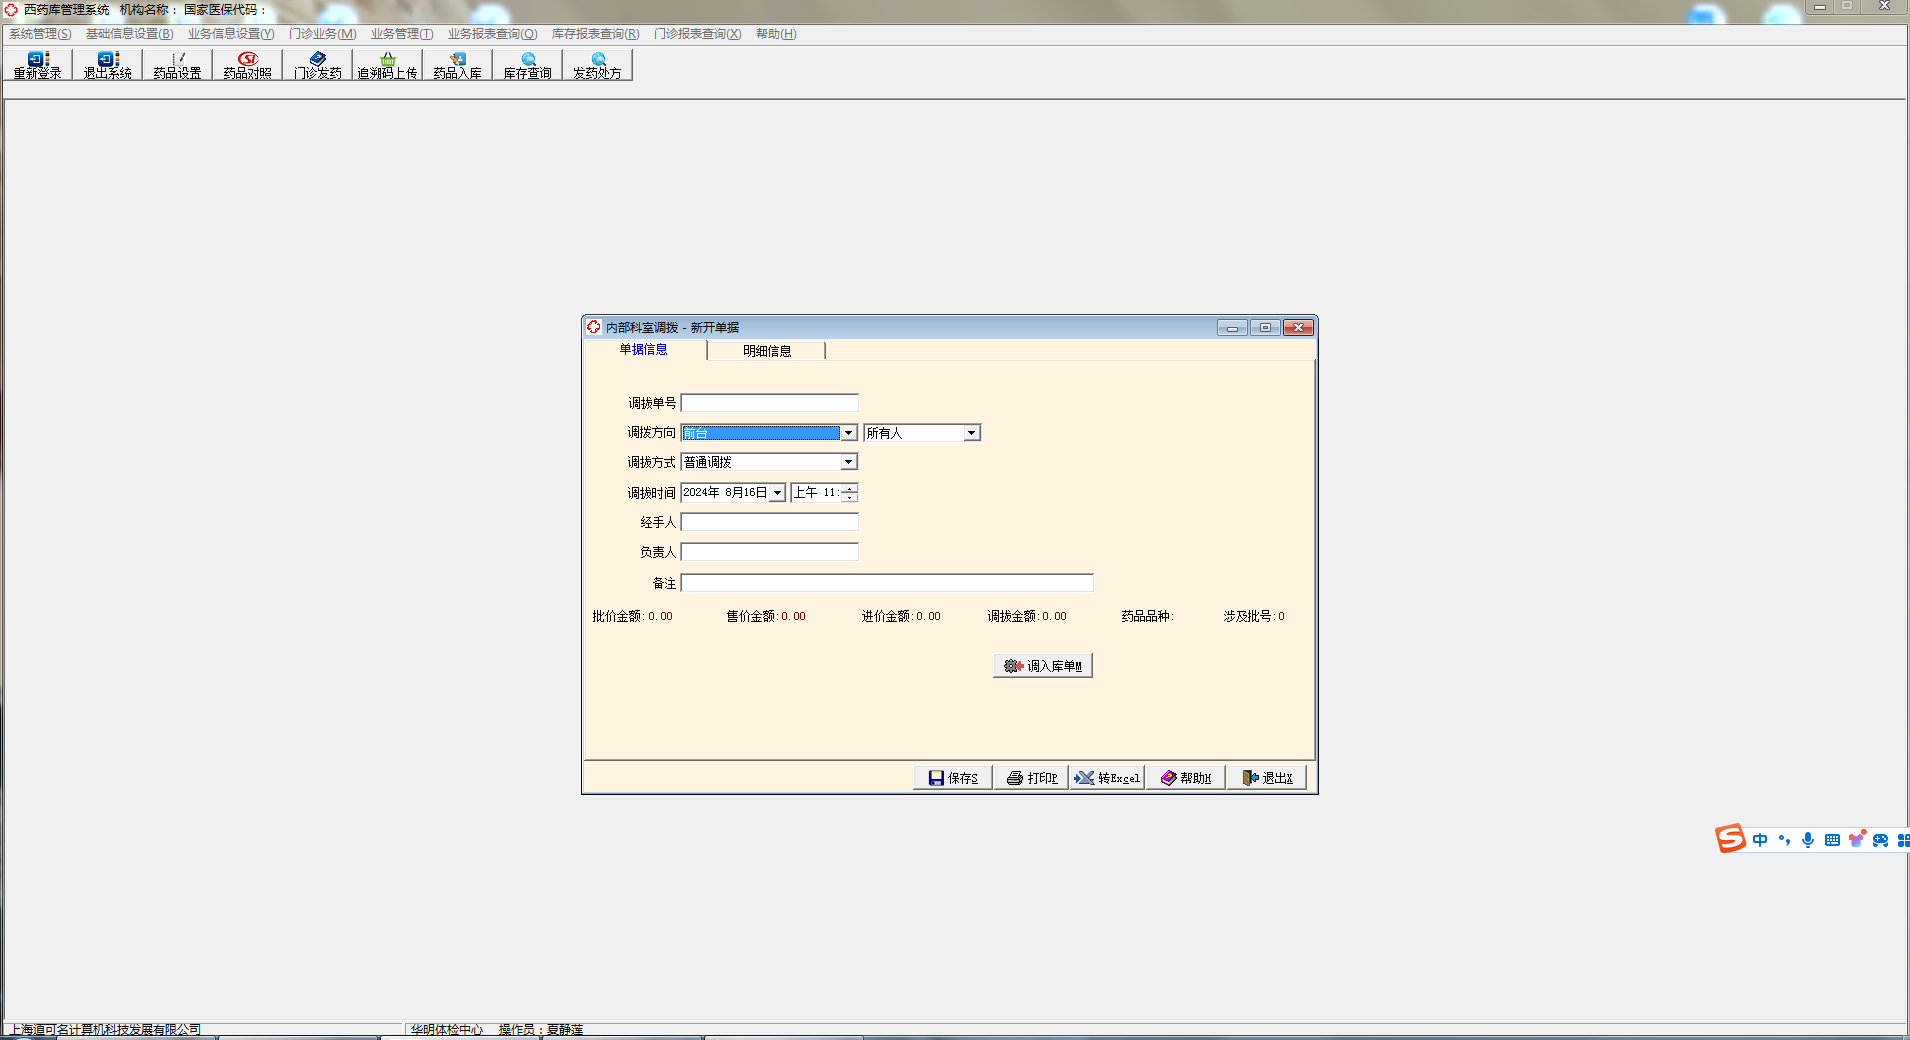 西药库管理系统 机构名称： 国家医保代码：
系统管理(S) 基础信息设置(B) 业务信息设置(Y) 门诊业务(M) 业务管理(T) 业务报表查询(Q) 库存报表查询(R) 门诊报表查询(X) 帮助(H)
重新登录 退出系统 药品设置 药品对照 门诊发药 追溯码上传 药品入库 库存查询 发药处方
内部科室调拨 - 新开单据
单据信息 明细信息
调拨单号
调拨方向 前台 所有人
调拨方式 普通调拨
调拨时间 2024年 8月16日 上午 11:
经手人
负责人
备注
批价金额:0.00 售价金额:0.00 进价金额:0.00 调拨金额:0.00 药品品种: 涉及批号:0
调入库单M
保存S 打印P 转Excel 帮助H 退出X
中
上海道可名计算机科技发展有限公司 华明体检中心 操作员：夏静莲